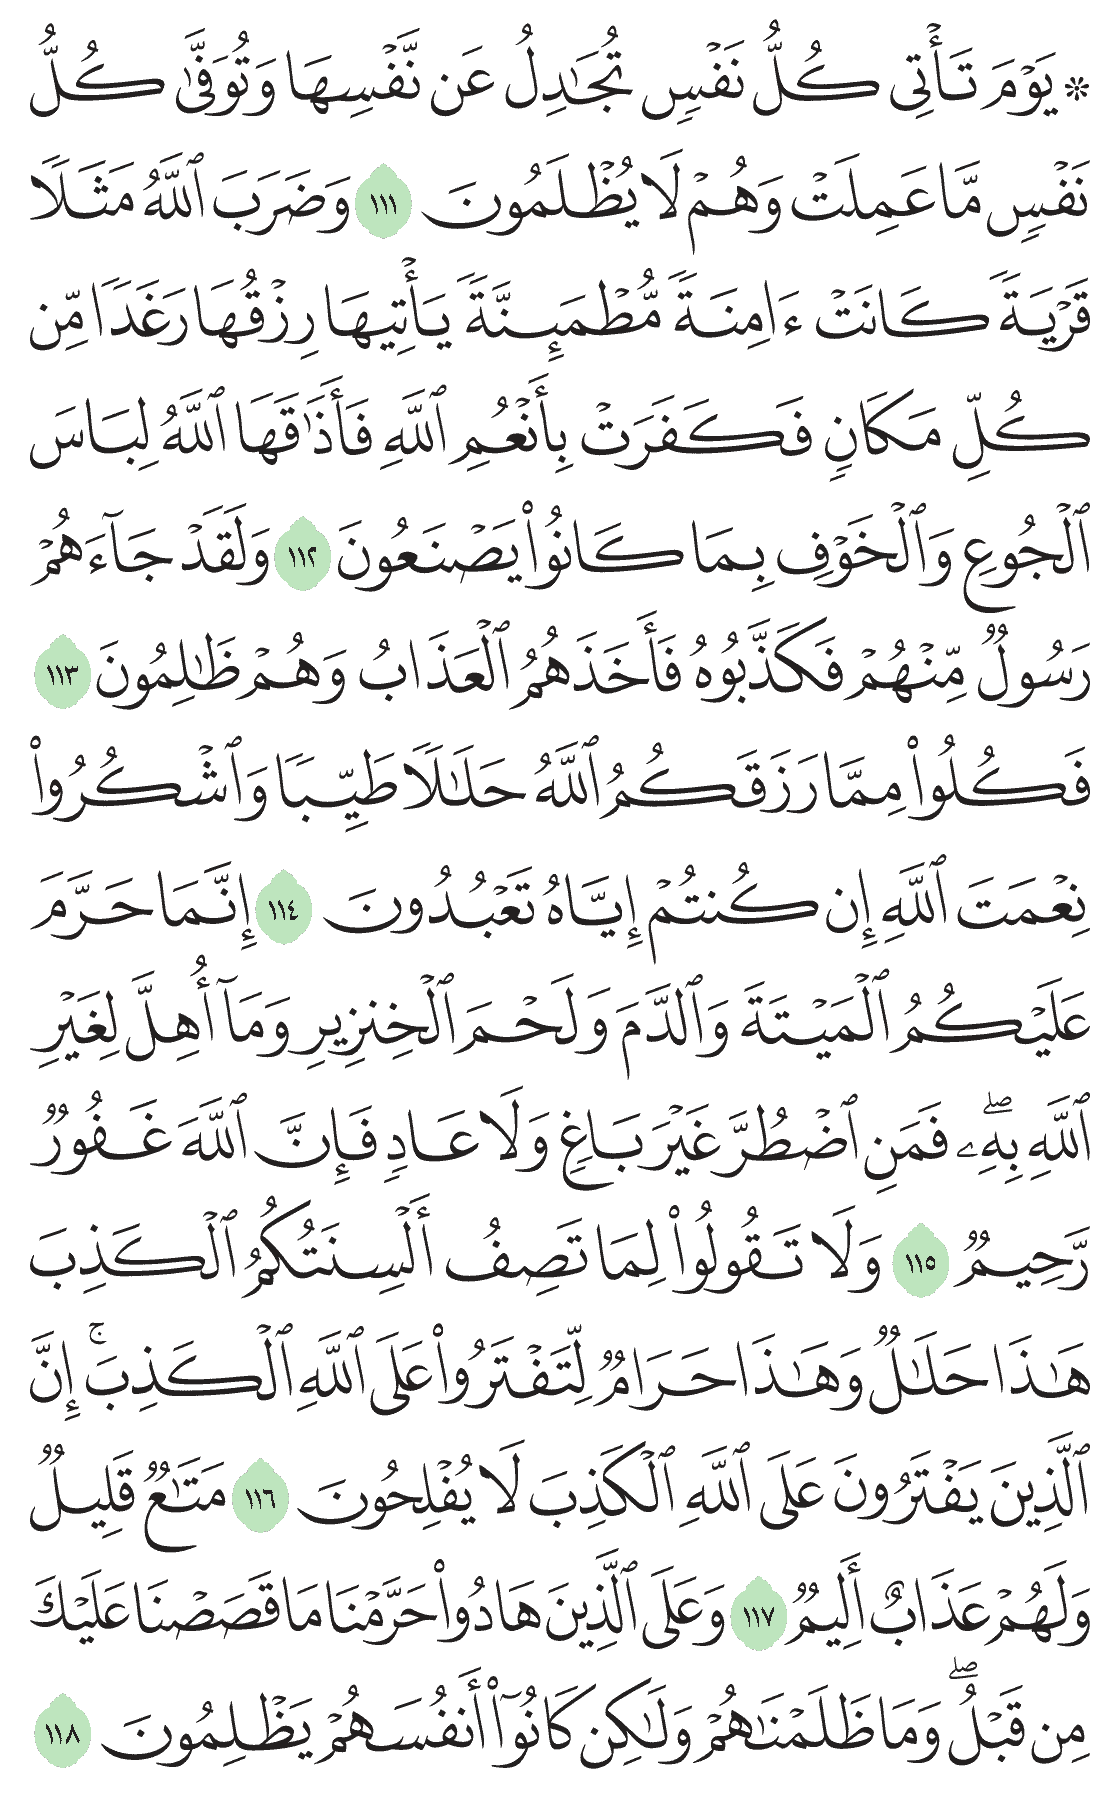 ۞ يَوْمَ تَأْتِى كُلُّ نَفْسٍ تُجَٰدِلُ عَن نَّفْسِهَا وَتُوَفَّىٰ كُلُّ
نَفْسٍ مَّا عَمِلَتْ وَهُمْ لَا يُظْلَمُونَ ١١١ وَضَرَبَ ٱللَّهُ مَثَلًا
قَرْيَةً كَانَتْ ءَامِنَةً مُّطْمَئِنَّةً يَأْتِيهَا رِزْقُهَا رَغَدًا مِّن
كُلِّ مَكَانٍ فَكَفَرَتْ بِأَنْعُمِ ٱللَّهِ فَأَذَٰقَهَا ٱللَّهُ لِبَاسَ
ٱلْجُوعِ وَٱلْخَوْفِ بِمَا كَانُوا۟ يَصْنَعُونَ ١١٢ وَلَقَدْ جَآءَهُمْ
رَسُولٌ مِّنْهُمْ فَكَذَّبُوهُ فَأَخَذَهُمُ ٱلْعَذَابُ وَهُمْ ظَٰلِمُونَ ١١٣
فَكُلُوا۟ مِمَّا رَزَقَكُمُ ٱللَّهُ حَلَٰلًا طَيِّبًا وَٱشْكُرُوا۟
نِعْمَتَ ٱللَّهِ إِن كُنتُمْ إِيَّاهُ تَعْبُدُونَ ١١٤ إِنَّمَا حَرَّمَ
عَلَيْكُمُ ٱلْمَيْتَةَ وَٱلدَّمَ وَلَحْمَ ٱلْخِنزِيرِ وَمَآ أُهِلَّ لِغَيْرِ
ٱللَّهِ بِهِۦ ۖ فَمَنِ ٱضْطُرَّ غَيْرَ بَاغٍ وَلَا عَادٍ فَإِنَّ ٱللَّهَ غَفُورٌ
رَّحِيمٌ ١١٥ وَلَا تَقُولُوا۟ لِمَا تَصِفُ أَلْسِنَتُكُمُ ٱلْكَذِبَ
هَٰذَا حَلَٰلٌ وَهَٰذَا حَرَامٌ لِّتَفْتَرُوا۟ عَلَى ٱللَّهِ ٱلْكَذِبَ ۚ إِنَّ
ٱلَّذِينَ يَفْتَرُونَ عَلَى ٱللَّهِ ٱلْكَذِبَ لَا يُفْلِحُونَ ١١٦ مَتَٰعٌ قَلِيلٌ
وَلَهُمْ عَذَابٌ أَلِيمٌ ١١٧ وَعَلَى ٱلَّذِينَ هَادُوا۟ حَرَّمْنَا مَا قَصَصْنَا عَلَيْكَ
مِن قَبْلُ ۖ وَمَا ظَلَمْنَٰهُمْ وَلَٰكِن كَانُوٓا۟ أَنفُسَهُمْ يَظْلِمُونَ ١١٨